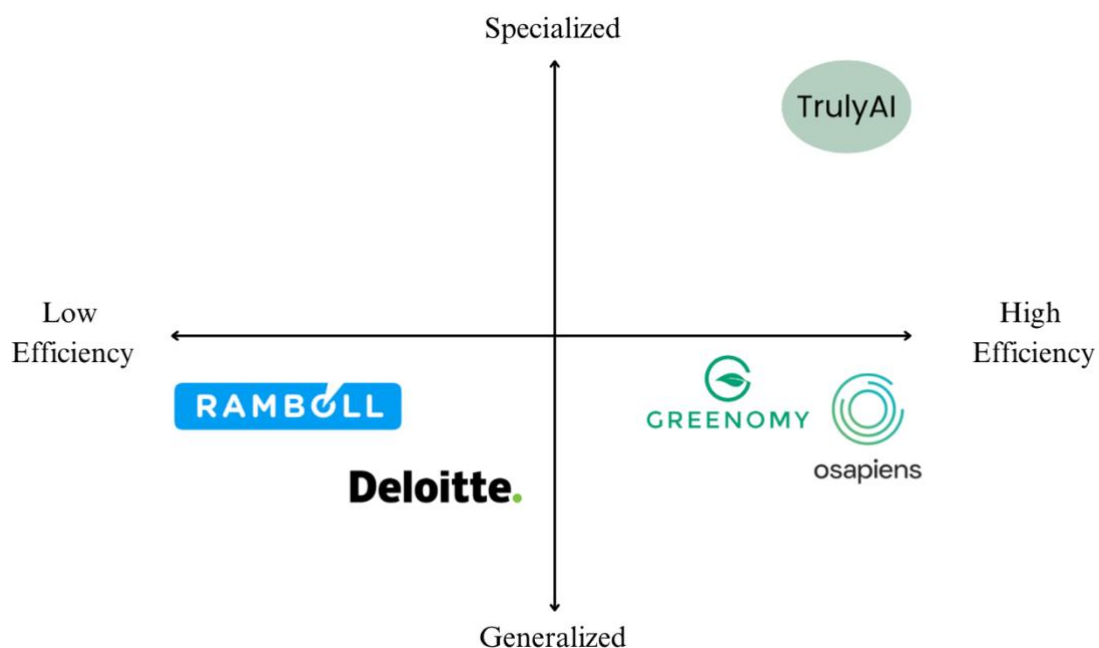 Specialized
TrulyAI
Low
Efficiency
High
Efficiency
RAMBOLL
GREENOMY
osapiens
Deloitte.
Generalized